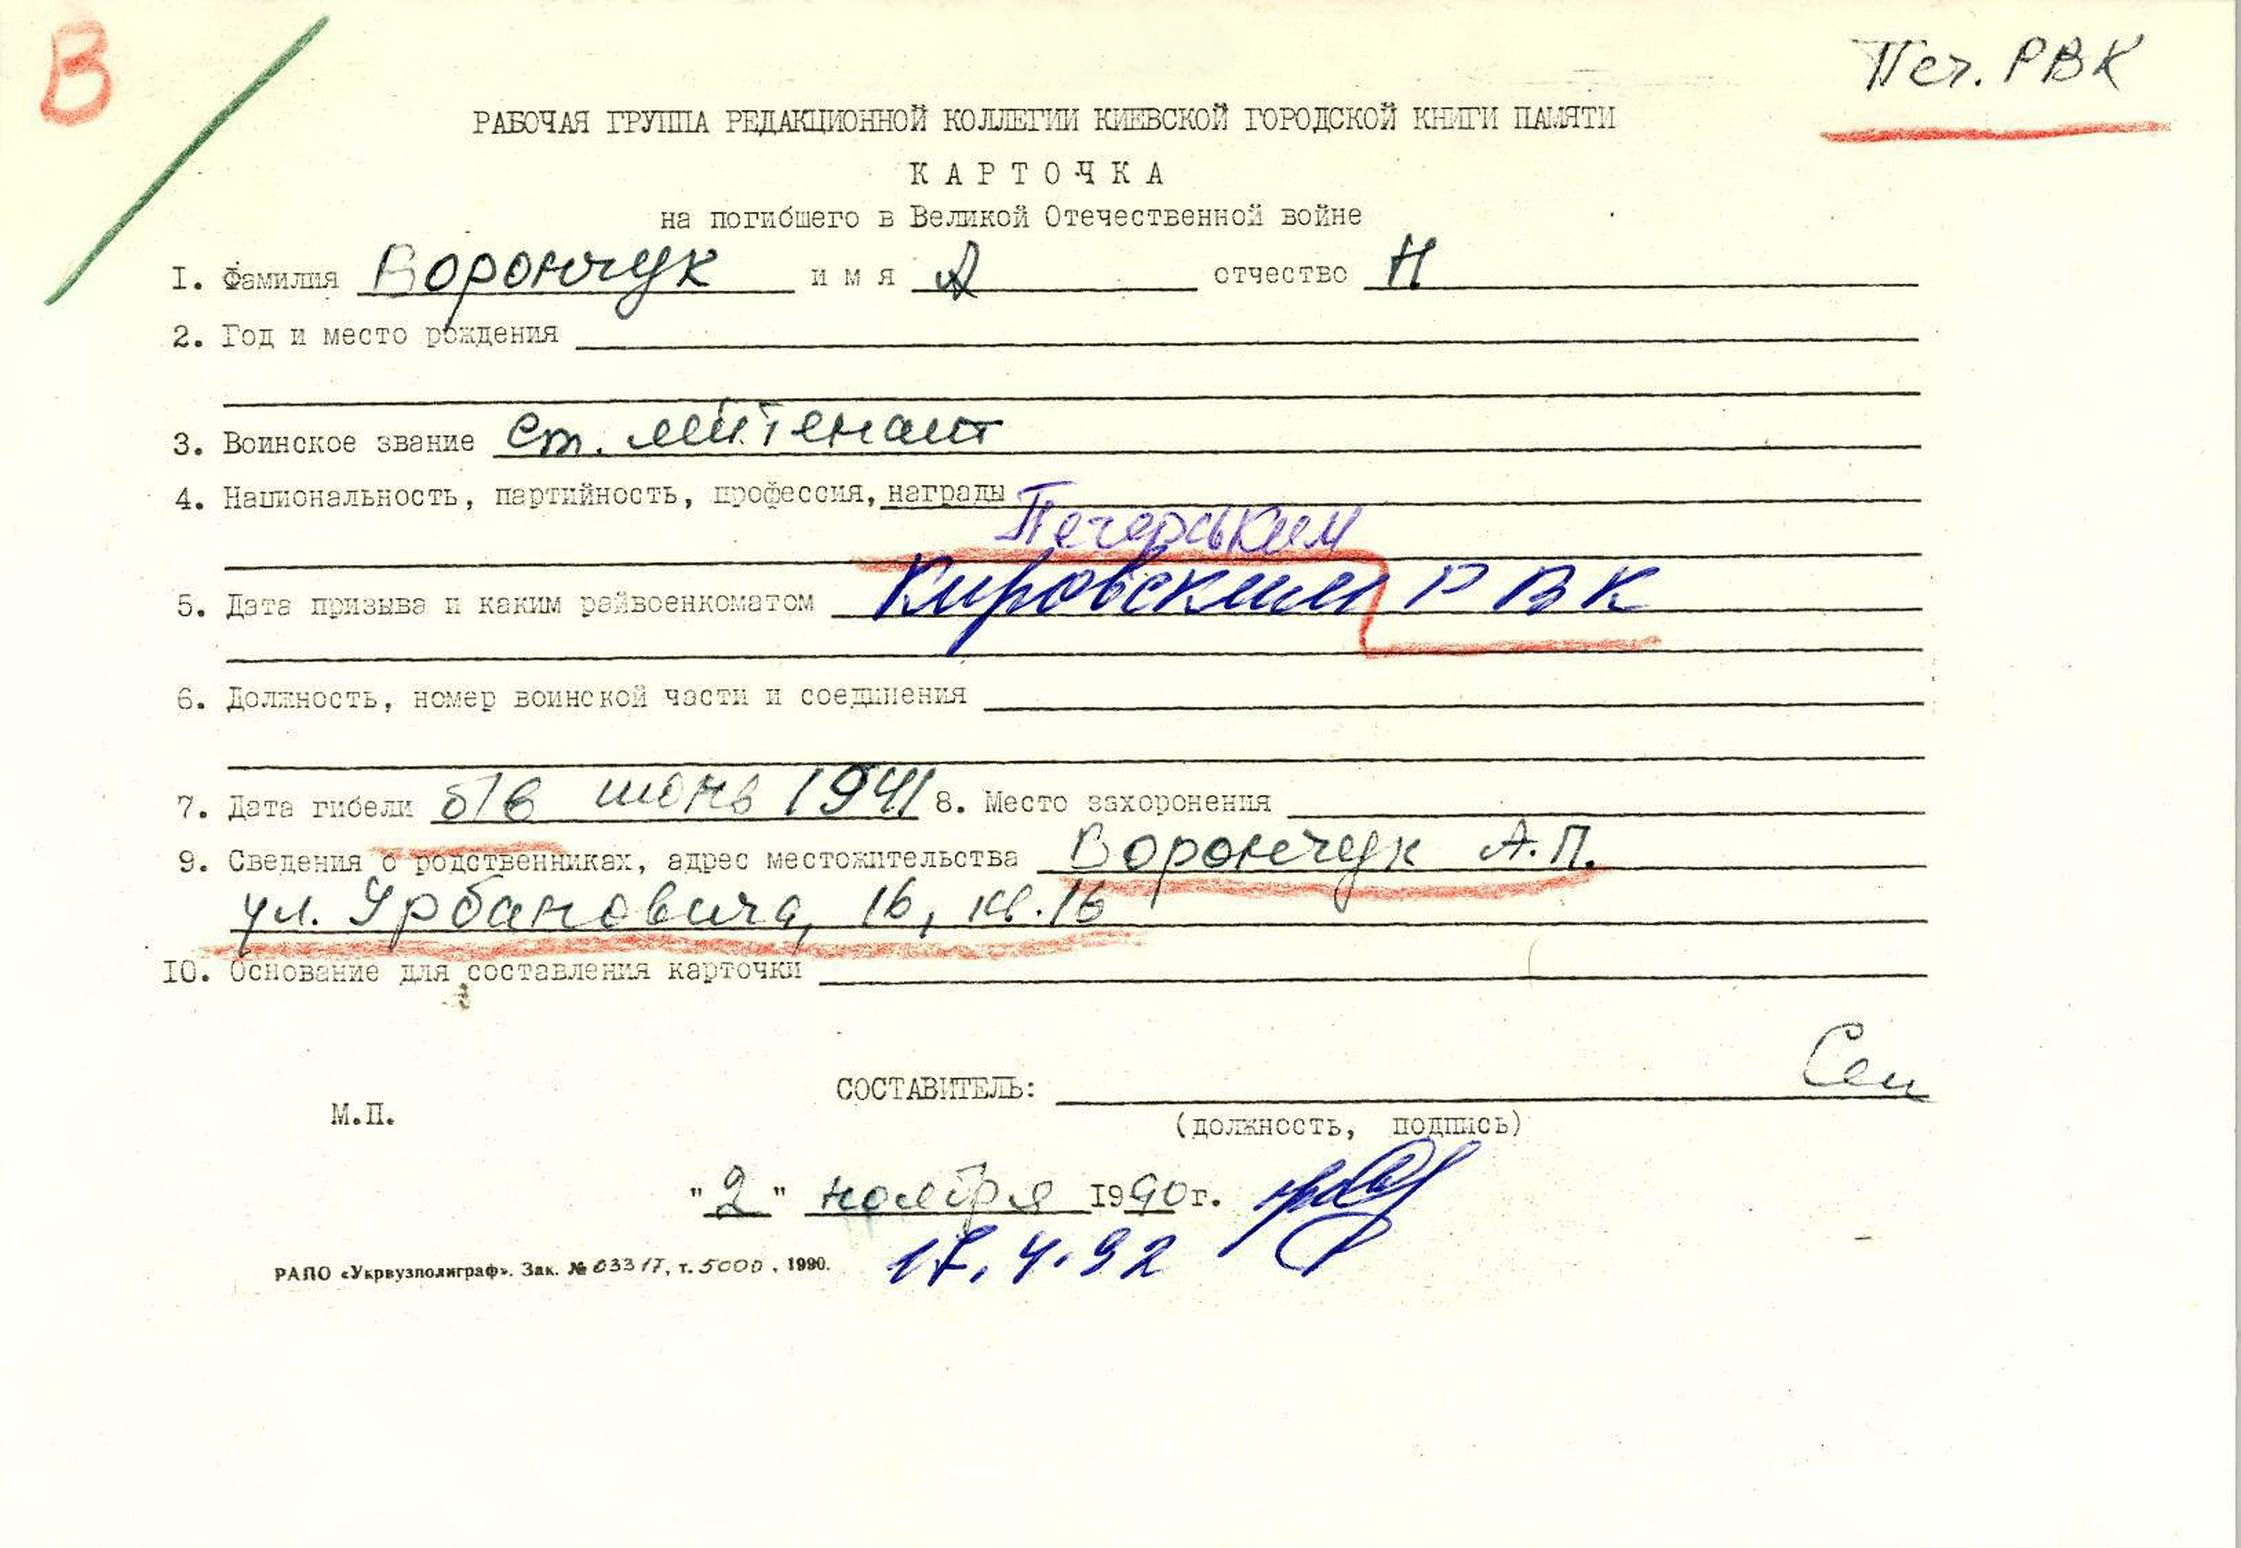 В
Печ. РВК
РАБОЧАЯ ГРУППА РЕДАКЦИОННОЙ КОЛЛЕГИИ КИЕВСКОЙ ГОРОДСКОЙ КНИГИ ПАМЯТИ
КАРТОЧКА
на погибшего в Великой Отечественной войне
1. Фамилия Ворончук имя А отчество Н
2. Год и место рождения
3. Воинское звание ст. лейтенант
4. Национальность, партийность, профессия, награды
Печерським
5. Дата призыва и каким райвоенкоматом Кировским РВК
6. Должность, номер воинской части и соединения
7. Дата гибели б/в июнь 1941 8. Место захоронения
9. Сведения о родственниках, адрес местожительства Ворончук А.П.
ул. Урбановича, 16, кв. 16
10. Основание для составления карточки
СОСТАВИТЕЛЬ:
М.П.
(должность, подпись)
"2" ноября 1990г.
17.4.92
РАПО «Укрвузполиграф». Зак. № 03317, т. 5000, 1990.